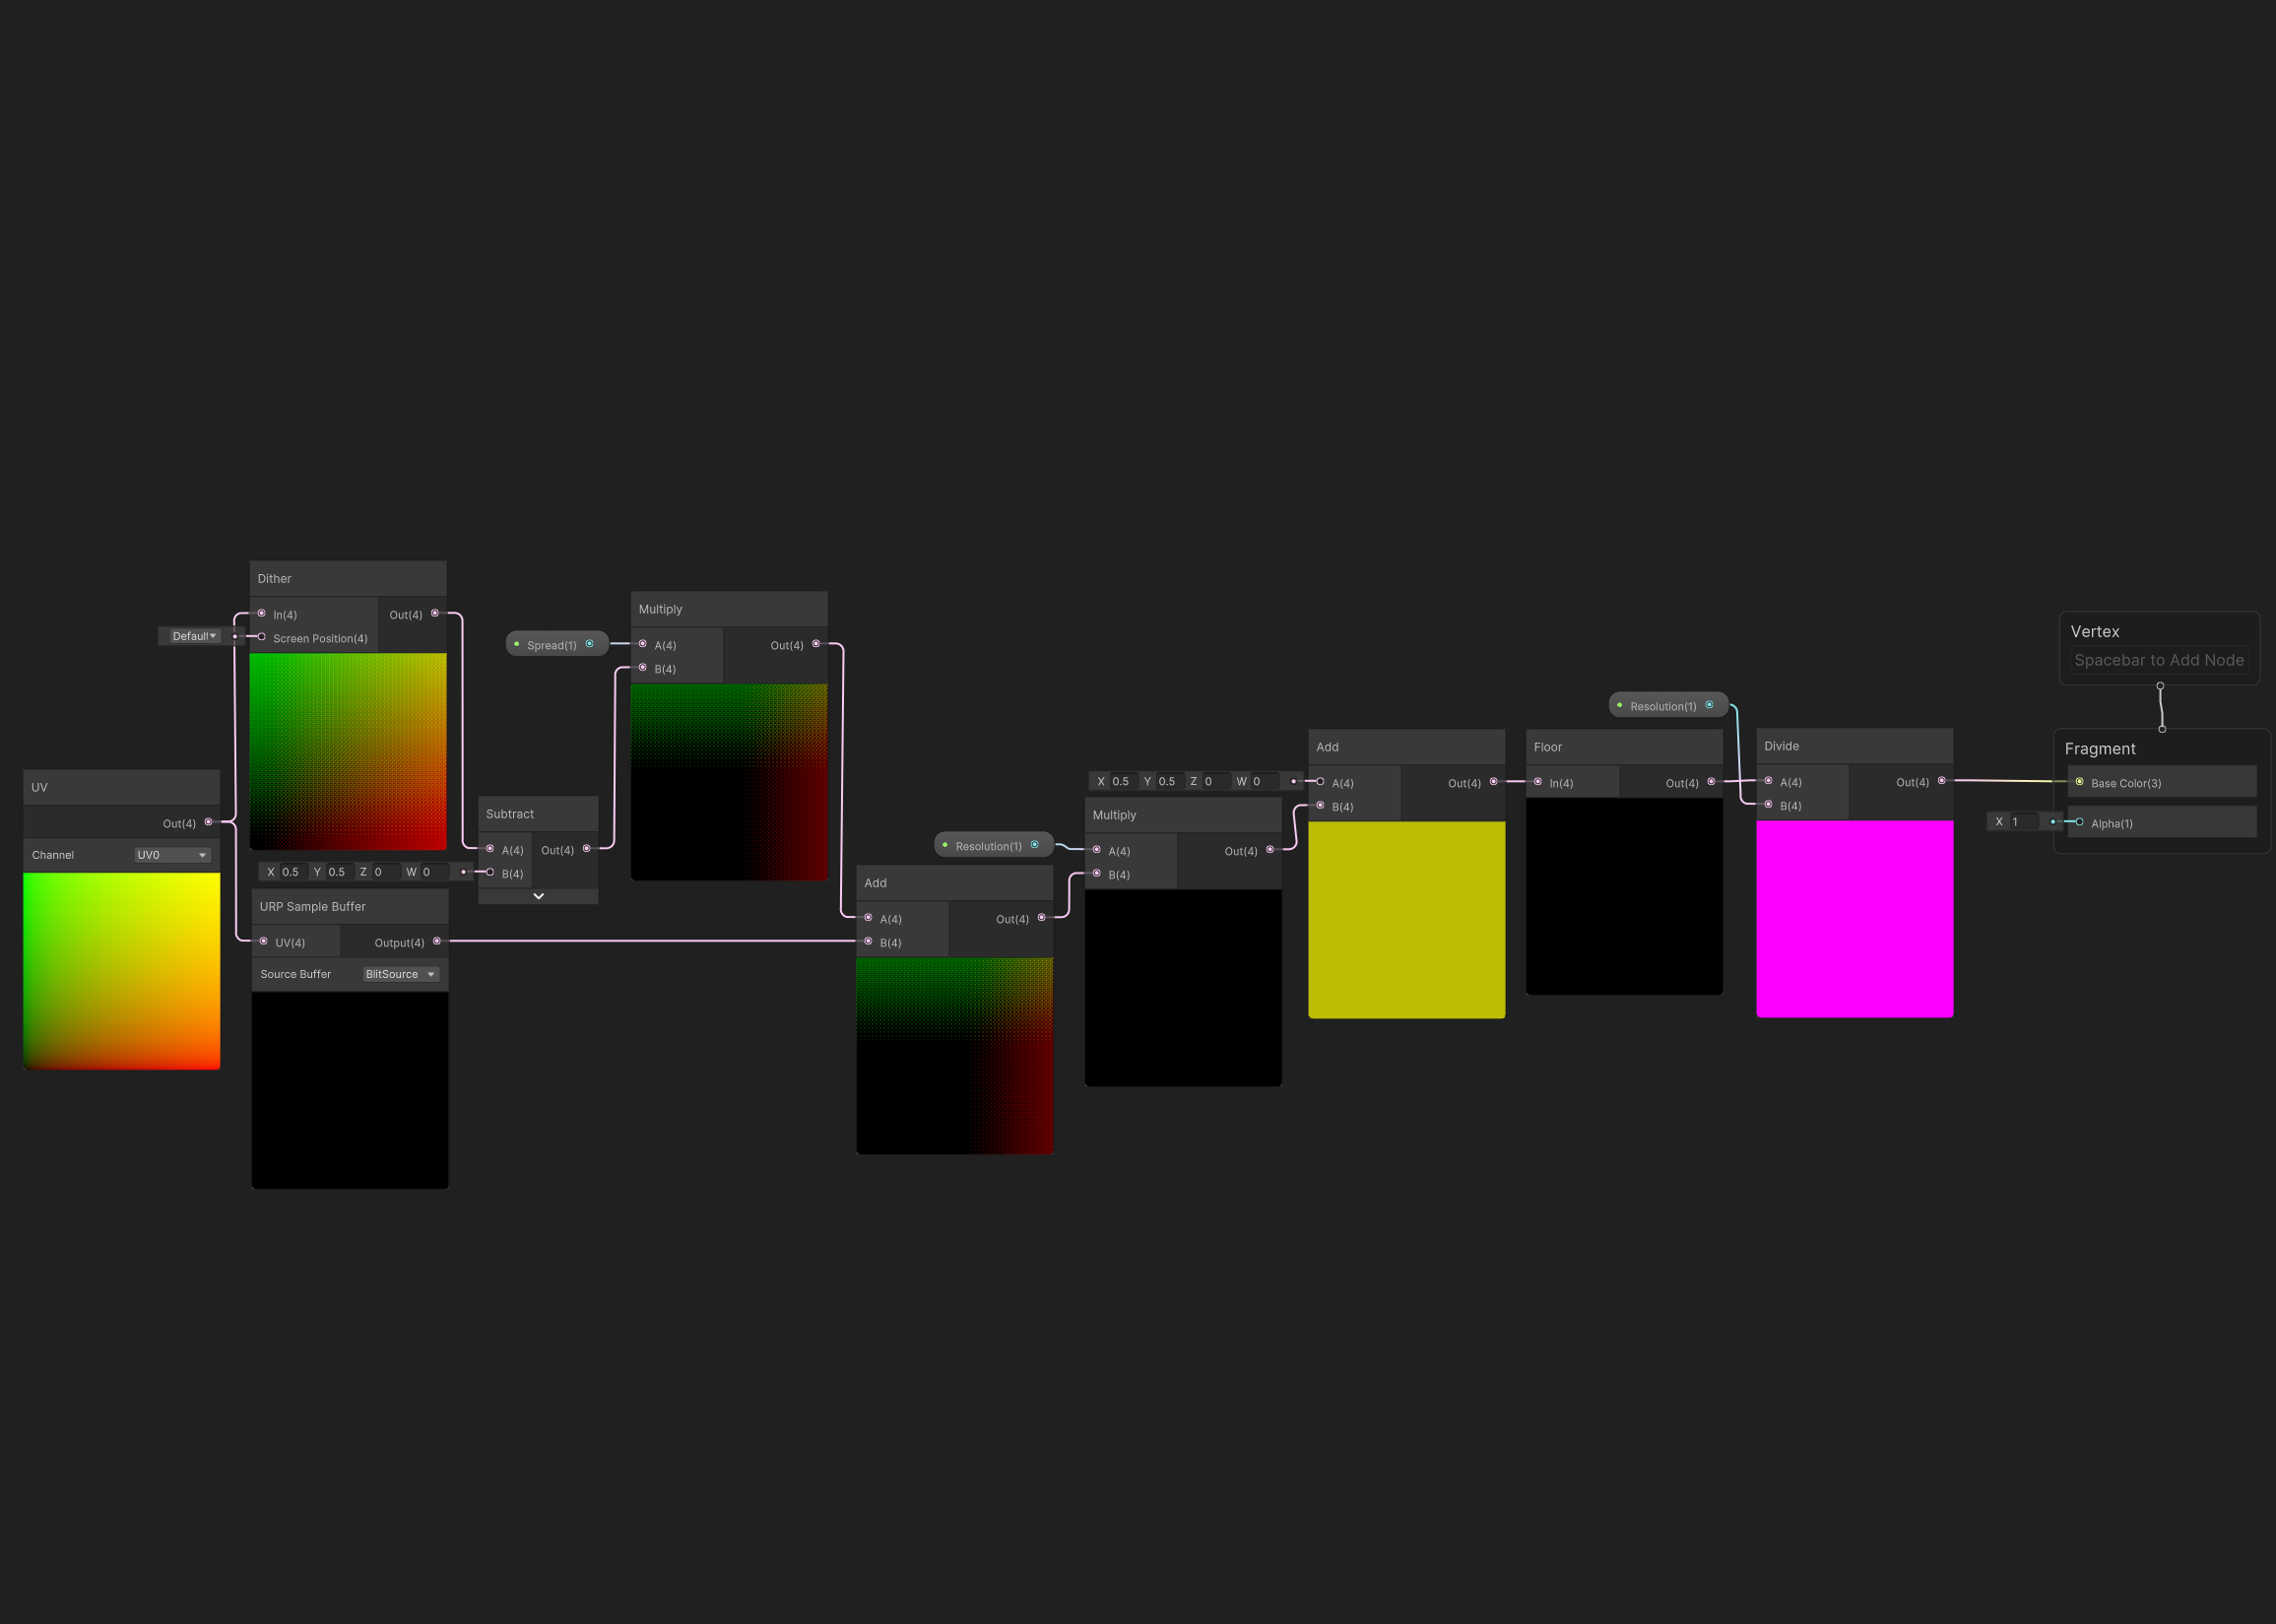 Dither
In(4)
Out(4)
Default
Screen Position(4)
Multiply
Spread(1)
A(4)
Out(4)
B(4)
UV
Out(4)
Channel
UV0
Subtract
A(4)
Out(4)
X 0.5 Y 0.5 Z 0 W 0
B(4)
URP Sample Buffer
UV(4)
Output(4)
Source Buffer
BlitSource
Add
A(4)
Out(4)
B(4)
Resolution(1)
Multiply
A(4)
Out(4)
B(4)
X 0.5 Y 0.5 Z 0 W 0
Add
A(4)
Out(4)
B(4)
Floor
In(4)
Out(4)
Resolution(1)
Divide
A(4)
Out(4)
B(4)
Vertex
Spacebar to Add Node
Fragment
Base Color(3)
X 1
Alpha(1)